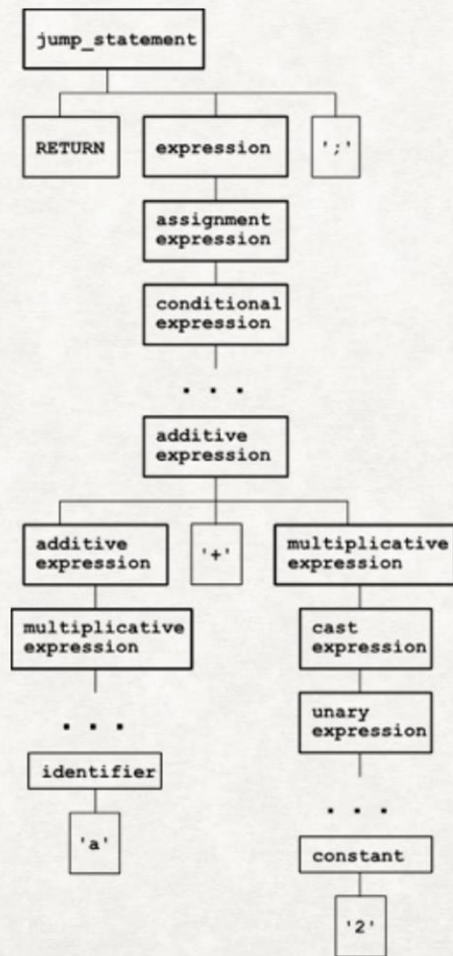 jump_statement
RETURN
expression
';'
assignment
expression
conditional
expression
. . .
additive
expression
additive
expression
'+'
multiplicative
expression
multiplicative
expression
cast
expression
unary
expression
. . .
identifier
. . .
'a'
constant
'2'